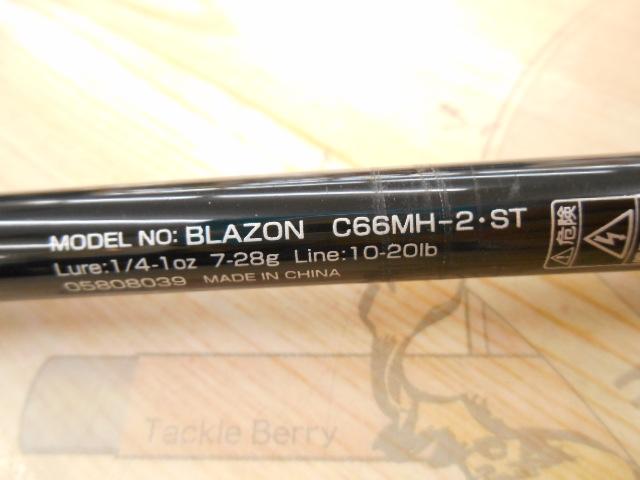 MODEL NO: BLAZON C66MH-2・ST
Lure:1/4-1oz 7-28g Line:10-20lb
05808039 MADE IN CHINA
危険
Tackle Berry